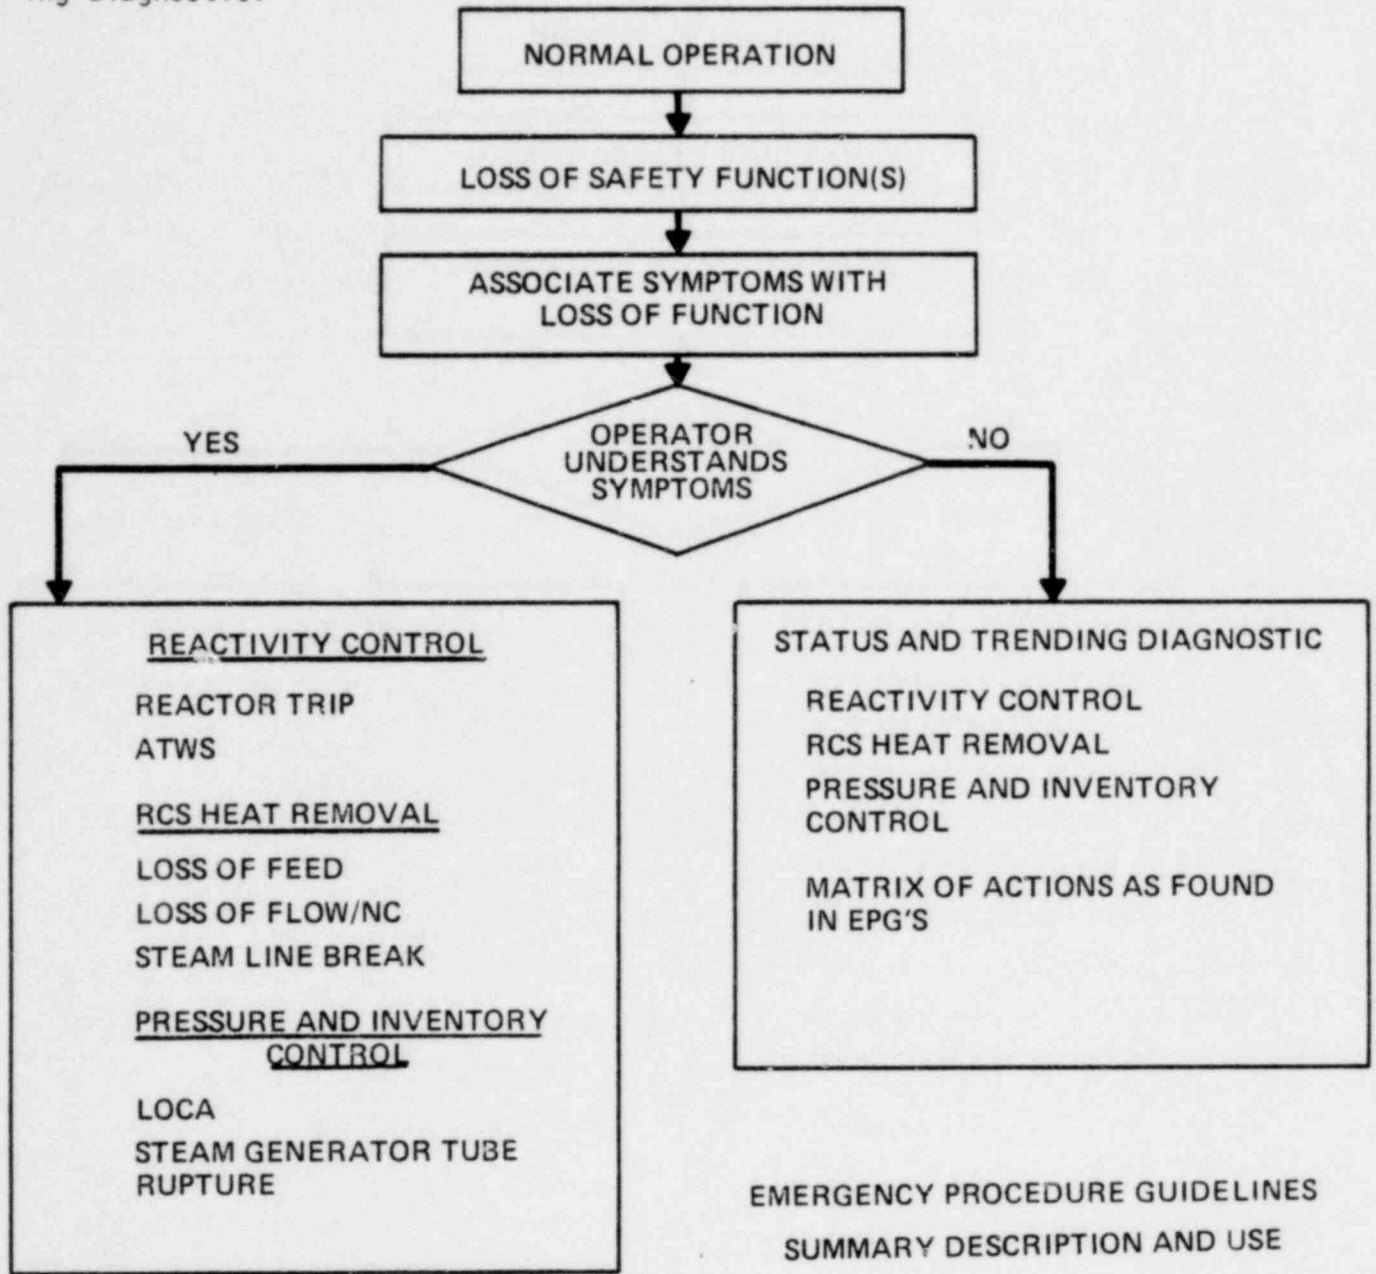 NORMAL OPERATION
LOSS OF SAFETY FUNCTION(S)
ASSOCIATE SYMPTOMS WITH
LOSS OF FUNCTION
OPERATOR
UNDERSTANDS
SYMPTOMS
YES
NO
REACTIVITY CONTROL
REACTOR TRIP
ATWS
RCS HEAT REMOVAL
LOSS OF FEED
LOSS OF FLOW/NC
STEAM LINE BREAK
PRESSURE AND INVENTORY
CONTROL
LOCA
STEAM GENERATOR TUBE
RUPTURE
STATUS AND TRENDING DIAGNOSTIC
REACTIVITY CONTROL
RCS HEAT REMOVAL
PRESSURE AND INVENTORY
CONTROL
MATRIX OF ACTIONS AS FOUND
IN EPG'S
EMERGENCY PROCEDURE GUIDELINES
SUMMARY DESCRIPTION AND USE